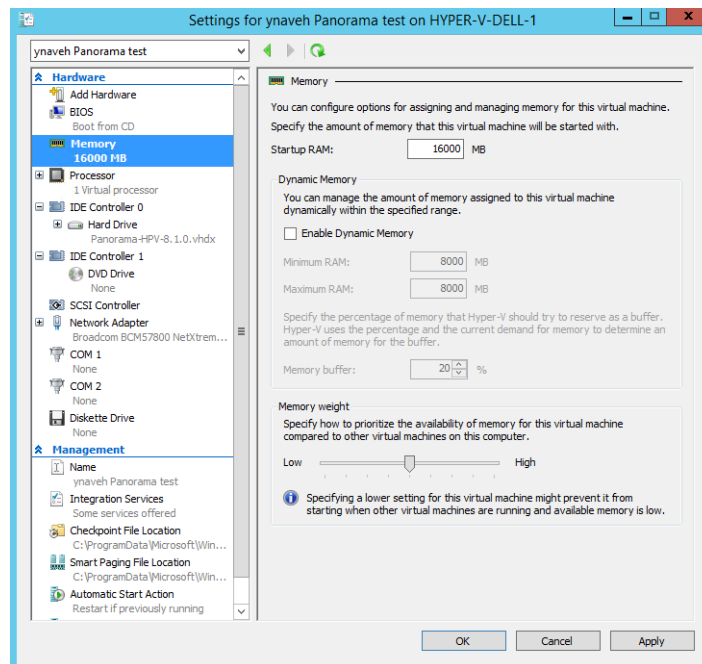 Settings for ynaveh Panorama test on HYPER-V-DELL-1
ynaveh Panorama test
Hardware
Add Hardware
BIOS
Boot from CD
Memory
16000 MB
Processor
1 Virtual processor
IDE Controller 0
Hard Drive
Panorama-HPV-8.1.0.vhdx
IDE Controller 1
DVD Drive
None
SCSI Controller
Network Adapter
Broadcom BCM57800 NetXtrem...
COM 1
None
COM 2
None
Diskette Drive
None
Management
Name
ynaveh Panorama test
Integration Services
Some services offered
Checkpoint File Location
C:\ProgramData\Microsoft\Win...
Smart Paging File Location
C:\ProgramData\Microsoft\Win...
Automatic Start Action
Restart if previously running
Memory
You can configure options for assigning and managing memory for this virtual machine.
Specify the amount of memory that this virtual machine will be started with.
Startup RAM: 16000 MB
Dynamic Memory
You can manage the amount of memory assigned to this virtual machine
dynamically within the specified range.
Enable Dynamic Memory
Minimum RAM: 8000 MB
Maximum RAM: 8000 MB
Specify the percentage of memory that Hyper-V should try to reserve as a buffer.
Hyper-V uses the percentage and the current demand for memory to determine an
amount of memory for the buffer.
Memory buffer: 20 %
Memory weight
Specify how to prioritize the availability of memory for this virtual machine
compared to other virtual machines on this computer.
Low High
Specifying a lower setting for this virtual machine might prevent it from
starting when other virtual machines are running and available memory is low.
OK Cancel Apply